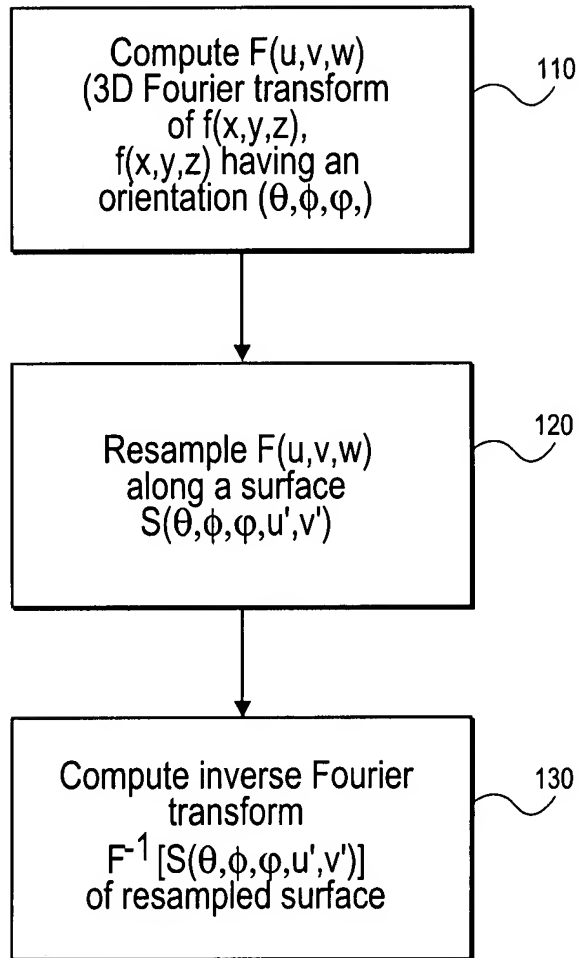 Compute F(u,v,w)
(3D Fourier transform
of f(x,y,z),
f(x,y,z) having an
orientation (θ,ϕ,φ,)
110
Resample F(u,v,w)
along a surface
S(θ,ϕ,φ,u',v')
120
Compute inverse Fourier
transform
F⁻¹ [S(θ,ϕ,φ,u',v')]
of resampled surface
130